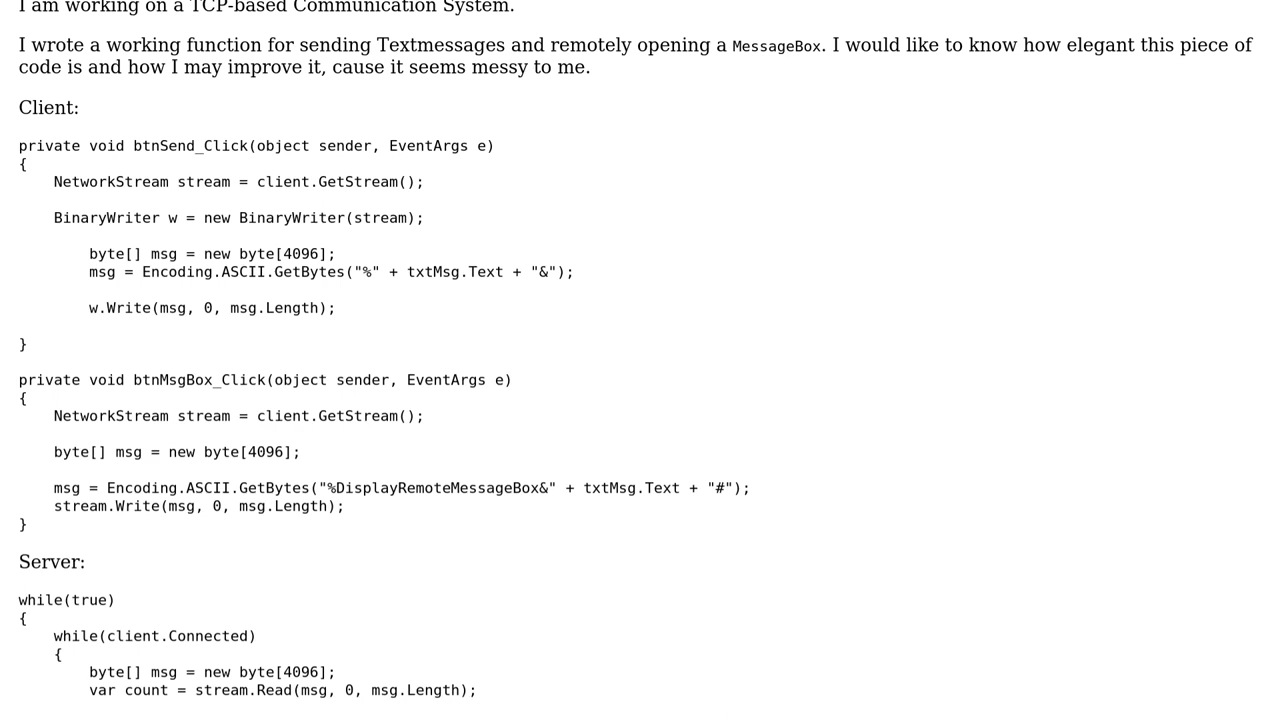 I am working on a TCP-based Communication System.
I wrote a working function for sending Textmessages and remotely opening a MessageBox. I would like to know how elegant this piece of
code is and how I may improve it, cause it seems messy to me.
Client:
private void btnSend_Click(object sender, EventArgs e)
{
    NetworkStream stream = client.GetStream();
    BinaryWriter w = new BinaryWriter(stream);
        byte[] msg = new byte[4096];
        msg = Encoding.ASCII.GetBytes("%" + txtMsg.Text + "&");
        w.Write(msg, 0, msg.Length);
}
private void btnMsgBox_Click(object sender, EventArgs e)
{
    NetworkStream stream = client.GetStream();
    byte[] msg = new byte[4096];
    msg = Encoding.ASCII.GetBytes("%DisplayRemoteMessageBox&" + txtMsg.Text + "#");
    stream.Write(msg, 0, msg.Length);
}
Server:
while(true)
{
    while(client.Connected)
    {
        byte[] msg = new byte[4096];
        var count = stream.Read(msg, 0, msg.Length);